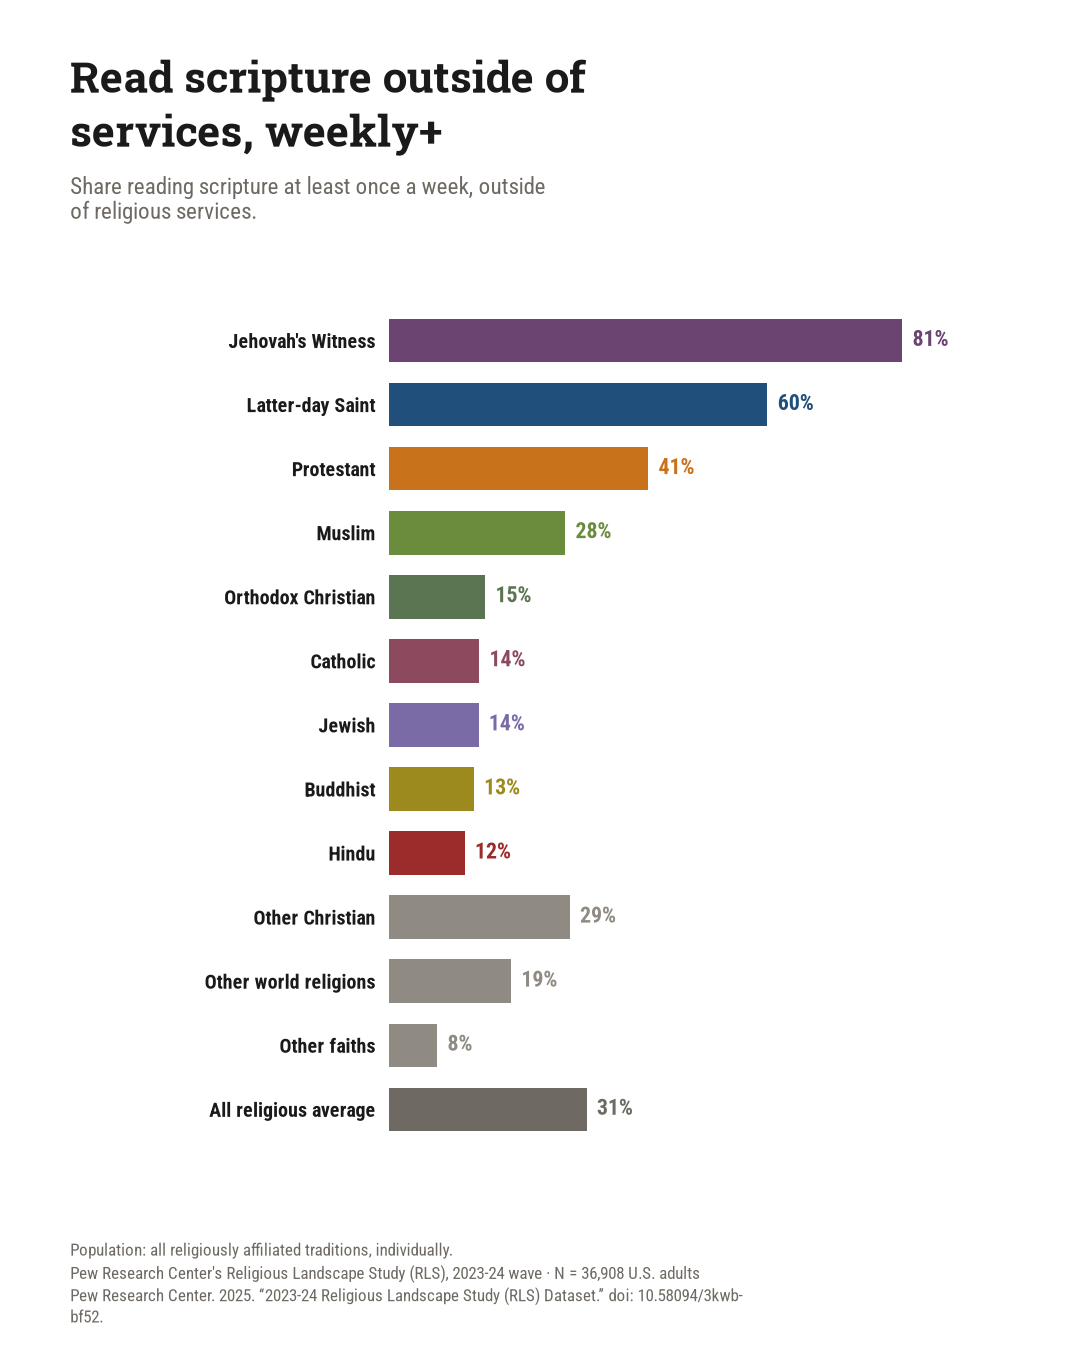 Read scripture outside of
services, weekly+
Share reading scripture at least once a week, outside
of religious services.
Jehovah's Witness 81%
Latter-day Saint 60%
Protestant 41%
Muslim 28%
Orthodox Christian 15%
Catholic 14%
Jewish 14%
Buddhist 13%
Hindu 12%
Other Christian 29%
Other world religions 19%
Other faiths 8%
All religious average 31%
Population: all religiously affiliated traditions, individually.
Pew Research Center's Religious Landscape Study (RLS), 2023-24 wave · N = 36,908 U.S. adults
Pew Research Center. 2025. “2023-24 Religious Landscape Study (RLS) Dataset.” doi: 10.58094/3kwb-
bf52.